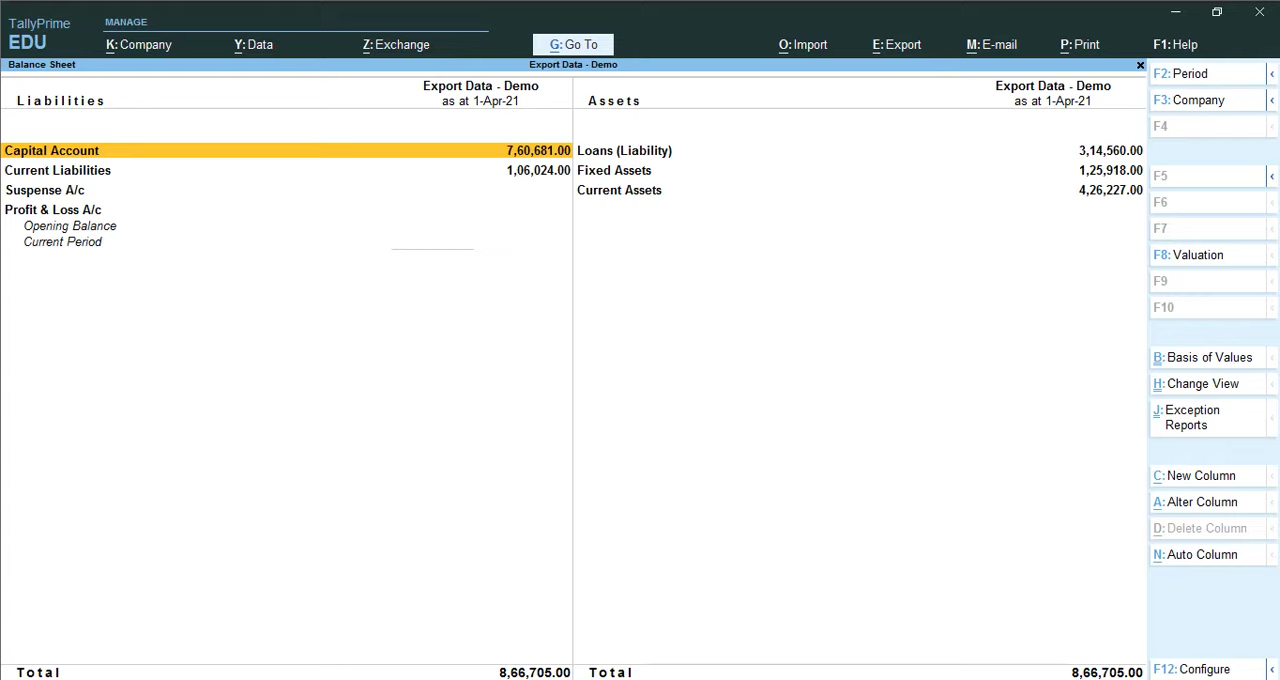 TallyPrime
EDU
MANAGE
K: Company
Y: Data
Z: Exchange
G: Go To
O: Import
E: Export
M: E-mail
P: Print
F1: Help
Balance Sheet
Export Data - Demo
Liabilities
Export Data - Demo
as at 1-Apr-21
Assets
Export Data - Demo
as at 1-Apr-21
Capital Account 7,60,681.00
Current Liabilities 1,06,024.00
Suspense A/c
Profit & Loss A/c
Opening Balance
Current Period
Loans (Liability) 3,14,560.00
Fixed Assets 1,25,918.00
Current Assets 4,26,227.00
Total 8,66,705.00
Total 8,66,705.00
F2: Period
F3: Company
F4
F5
F6
F7
F8: Valuation
F9
F10
B: Basis of Values
H: Change View
J: Exception
Reports
C: New Column
A: Alter Column
D: Delete Column
N: Auto Column
F12: Configure